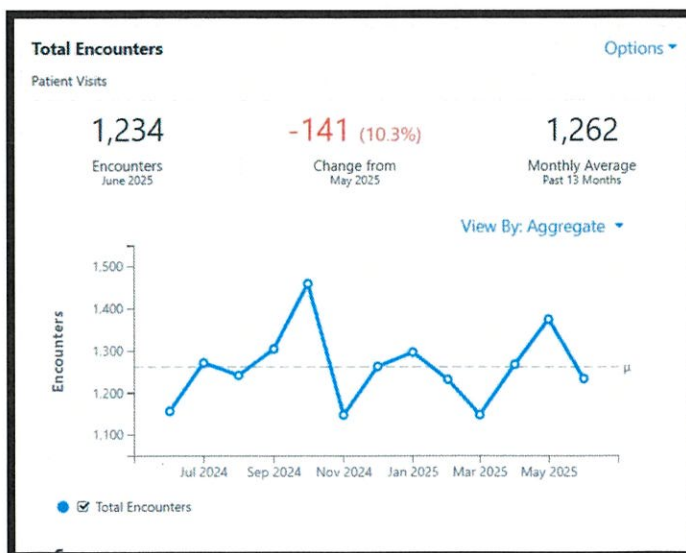 Total Encounters
Options
Patient Visits
1,234
Encounters
June 2025
-141 (10.3%)
Change from
May 2025
1,262
Monthly Average
Past 13 Months
View By: Aggregate
Encounters
1,500
1,400
1,300
1,200
1,100
μ
Jul 2024 Sep 2024 Nov 2024 Jan 2025 Mar 2025 May 2025
Total Encounters